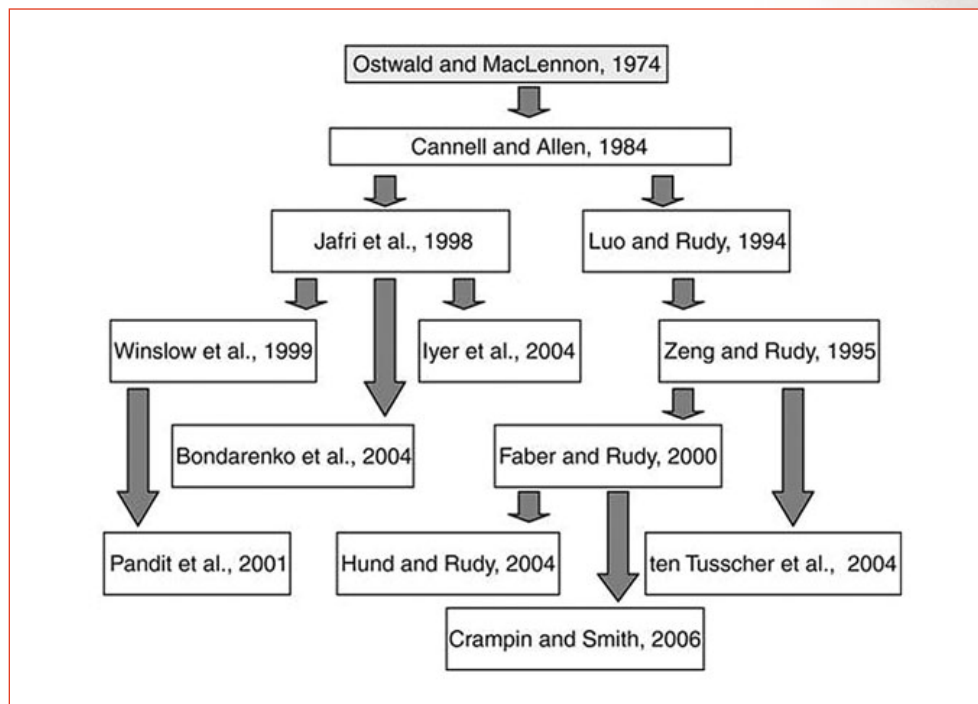 Ostwald and MacLennon, 1974
Cannell and Allen, 1984
Jafri et al., 1998
Luo and Rudy, 1994
Winslow et al., 1999
Iyer et al., 2004
Zeng and Rudy, 1995
Bondarenko et al., 2004
Faber and Rudy, 2000
Pandit et al., 2001
Hund and Rudy, 2004
ten Tusscher et al., 2004
Crampin and Smith, 2006